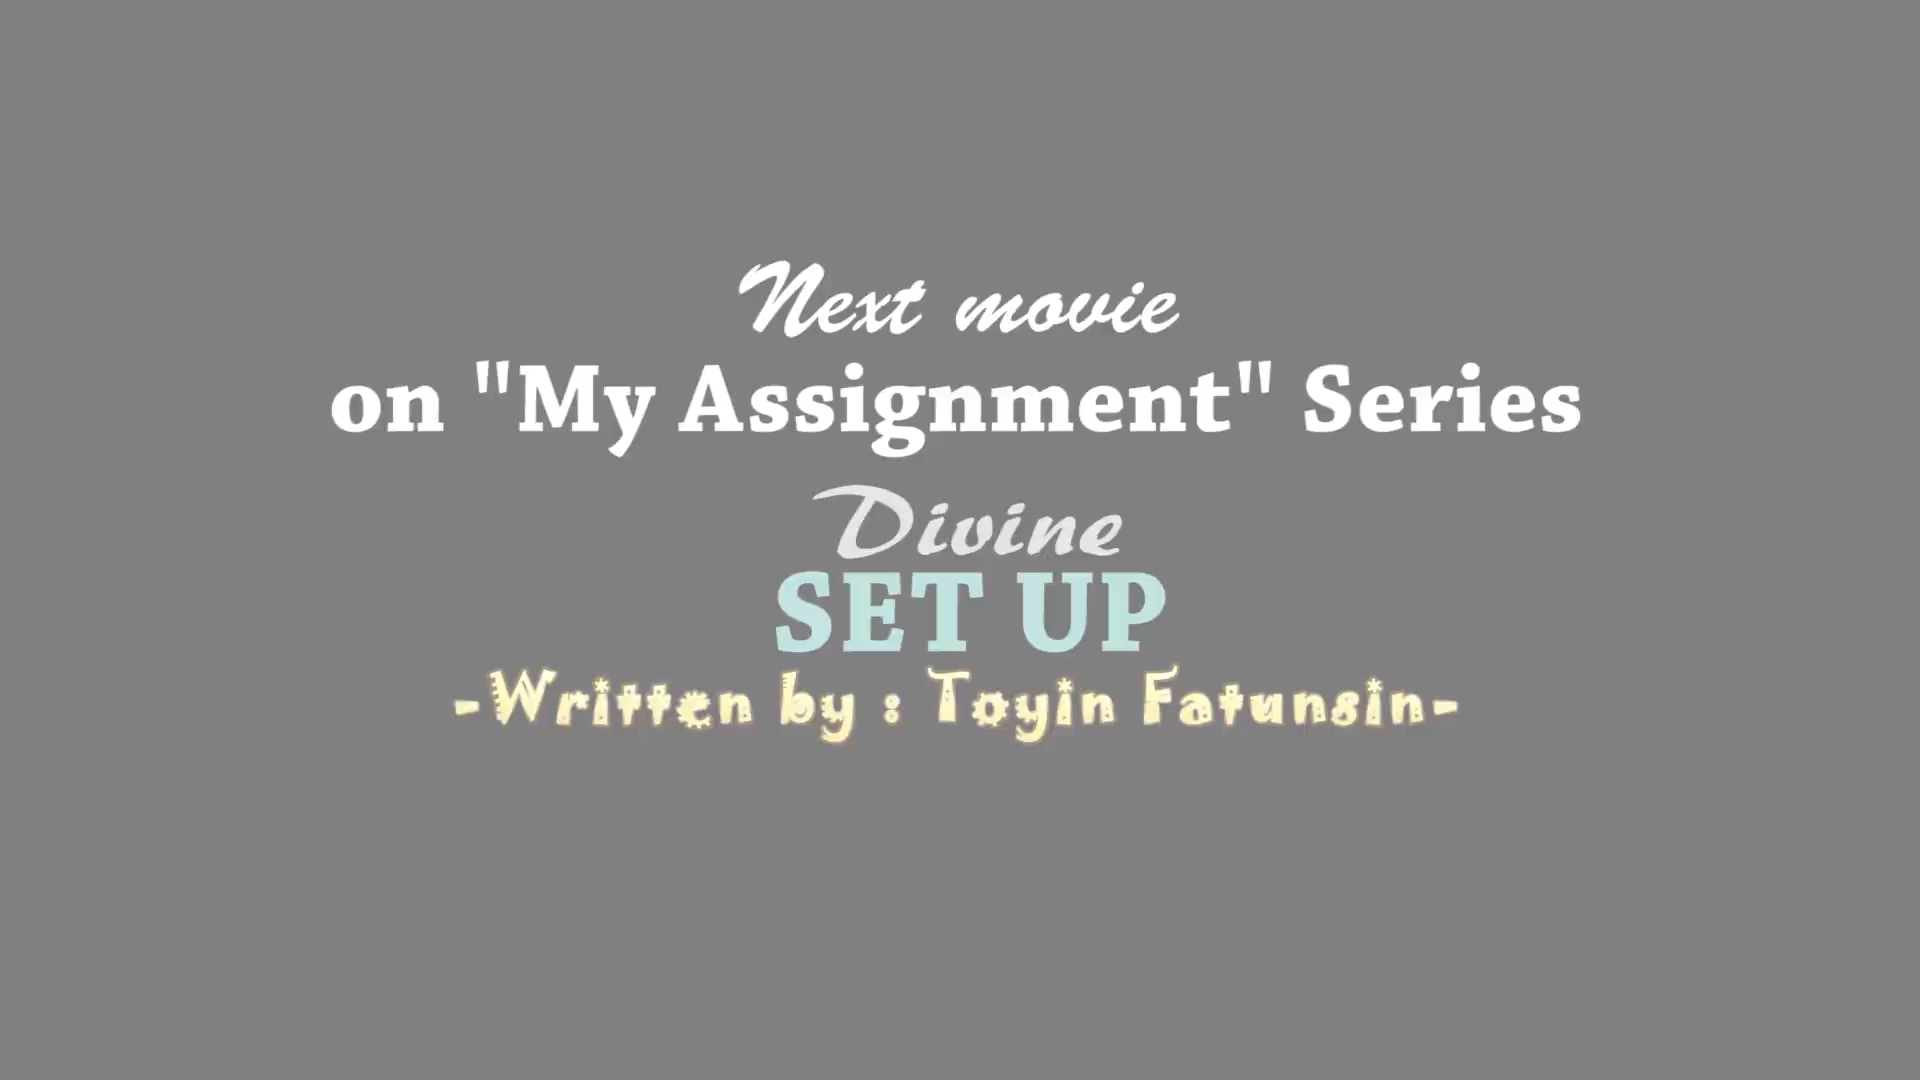 Next movie
on "My Assignment" Series
Divine
SET UP
-Written by : Toyin Fatunsin-